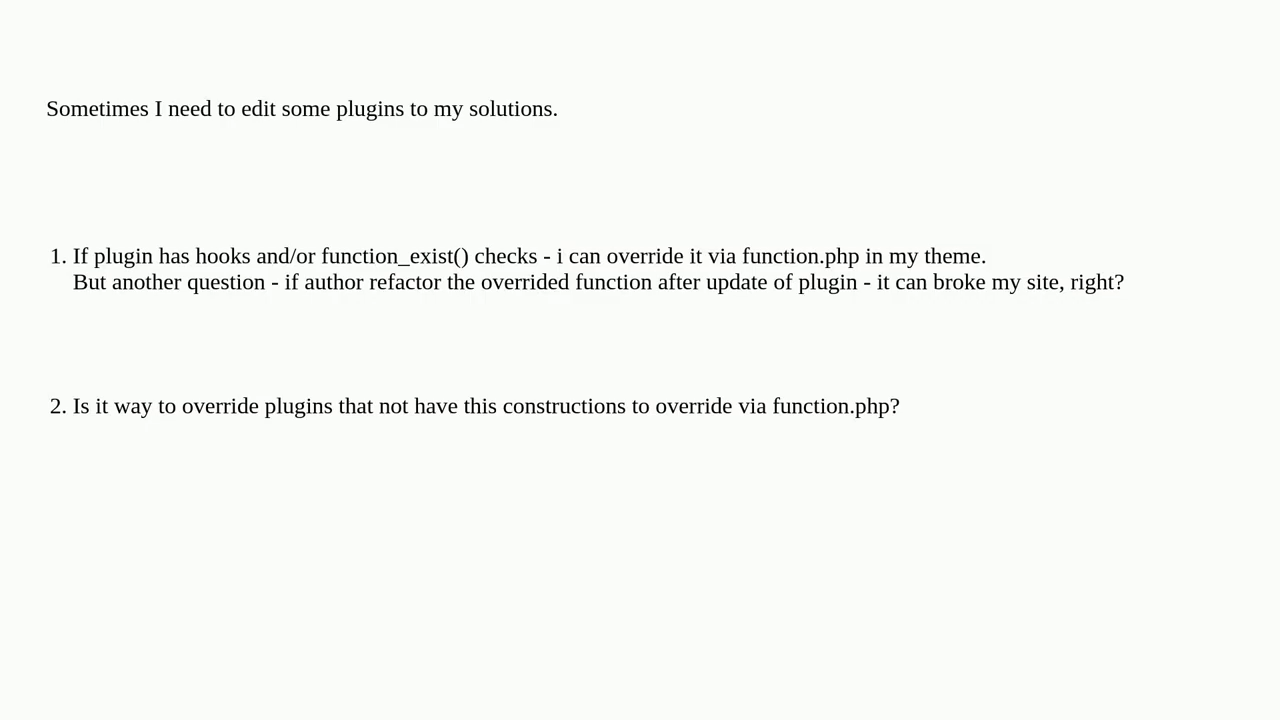 Sometimes I need to edit some plugins to my solutions.
1. If plugin has hooks and/or function_exist() checks - i can override it via function.php in my theme.
But another question - if author refactor the overrided function after update of plugin - it can broke my site, right?
2. Is it way to override plugins that not have this constructions to override via function.php?